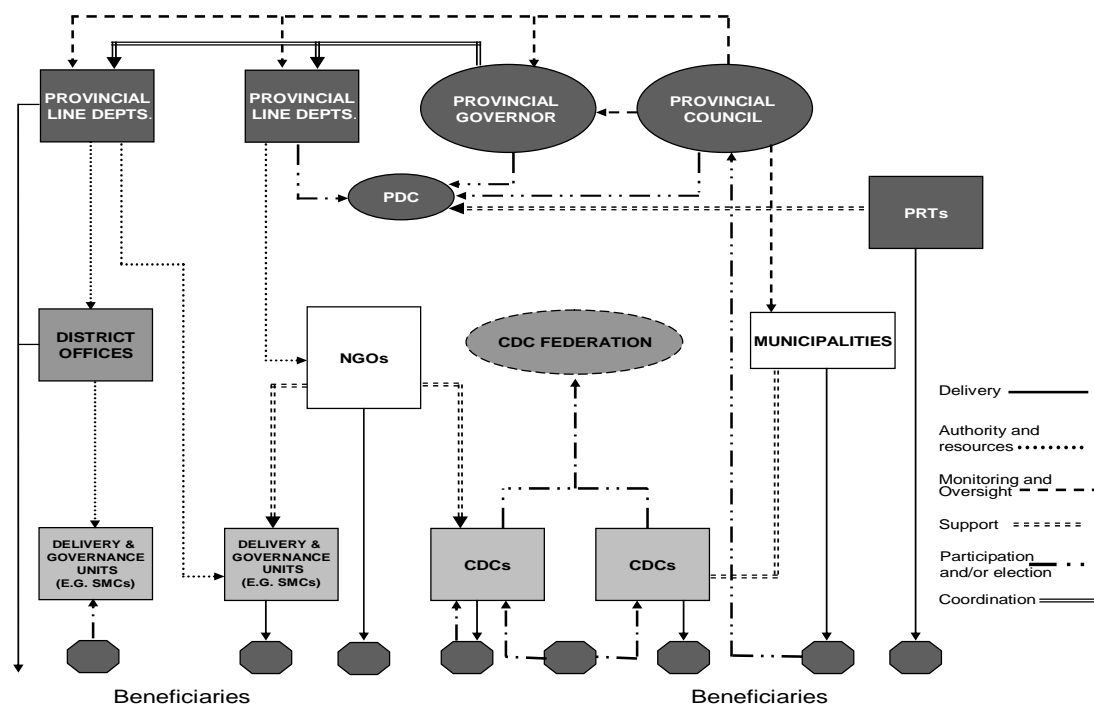 PROVINCIAL
LINE DEPTS.
PROVINCIAL
LINE DEPTS.
PROVINCIAL
GOVERNOR
PROVINCIAL
COUNCIL
PDC
PRTs
DISTRICT
OFFICES
NGOs
CDC FEDERATION
MUNICIPALITIES
Delivery
Authority and
resources
Monitoring and
Oversight
Support
Participation
and/or election
Coordination
DELIVERY &
GOVERNANCE
UNITS
(E.G. SMCs)
DELIVERY &
GOVERNANCE
UNITS
(E.G. SMCs)
CDCs
CDCs
Beneficiaries
Beneficiaries